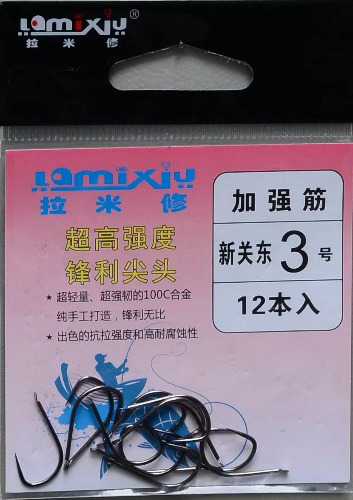 Lamixiu®
拉米修
Lamixiu
拉米修
超高强度
锋利尖头
★ 超轻量、超强韧的100C合金
纯手工打造，锋利无比
★ 出色的抗拉强度和高耐腐蚀性
加强筋
新关东 3 号
12本入